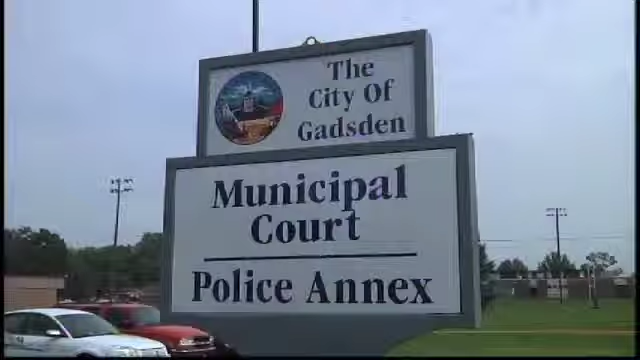 The
City Of
Gadsden
Municipal
Court
Police Annex